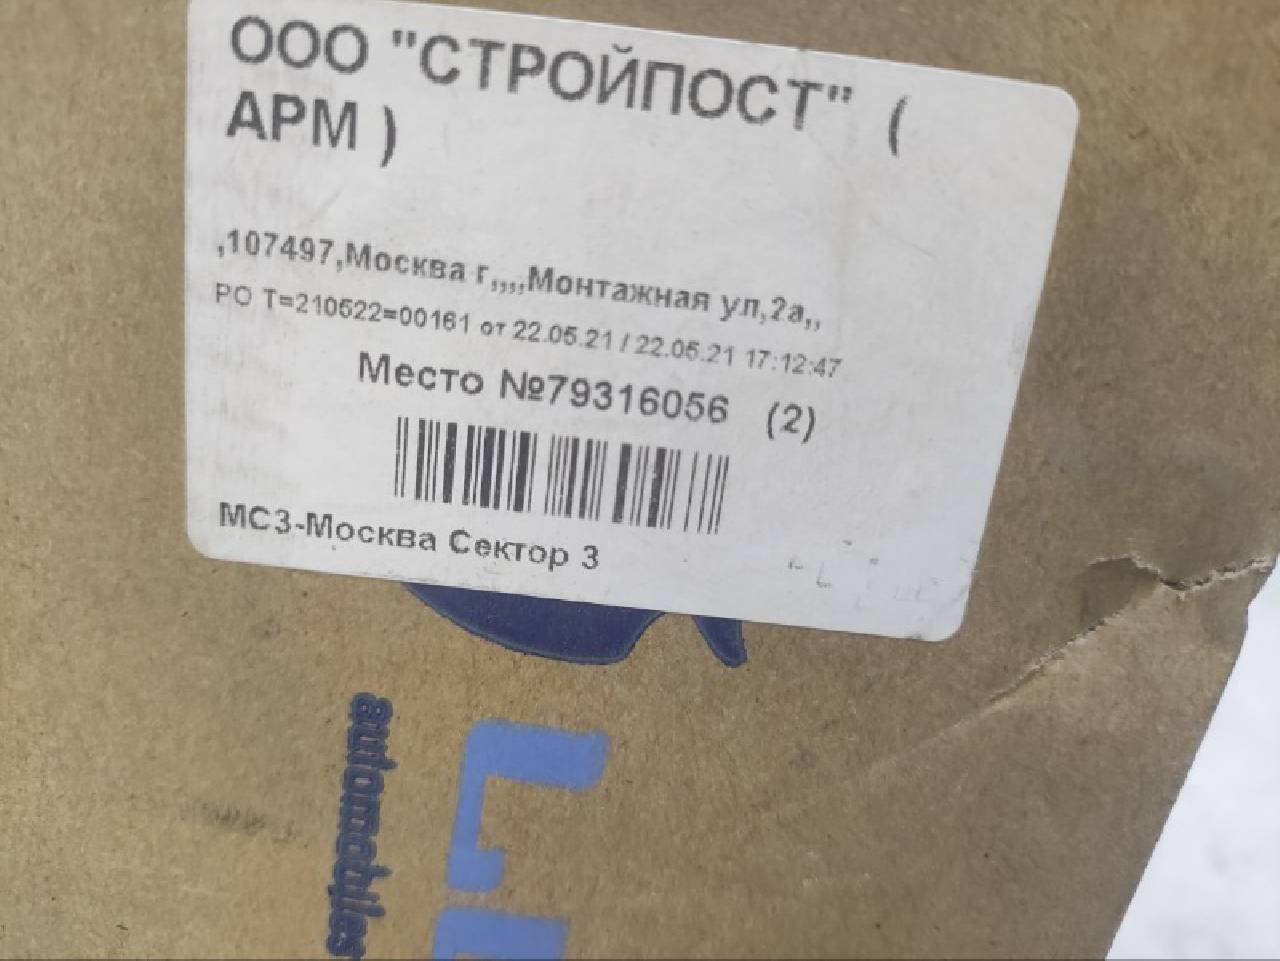 ООО "СТРОЙПОСТ" (
АРМ )
,107497,Москва г,,,,Монтажная ул,2а,,
РО Т=210522=00161 от 22.05.21 / 22.05.21 17:12:47
Место №79316056 (2)
МС3-Москва Сектор 3
automobiles